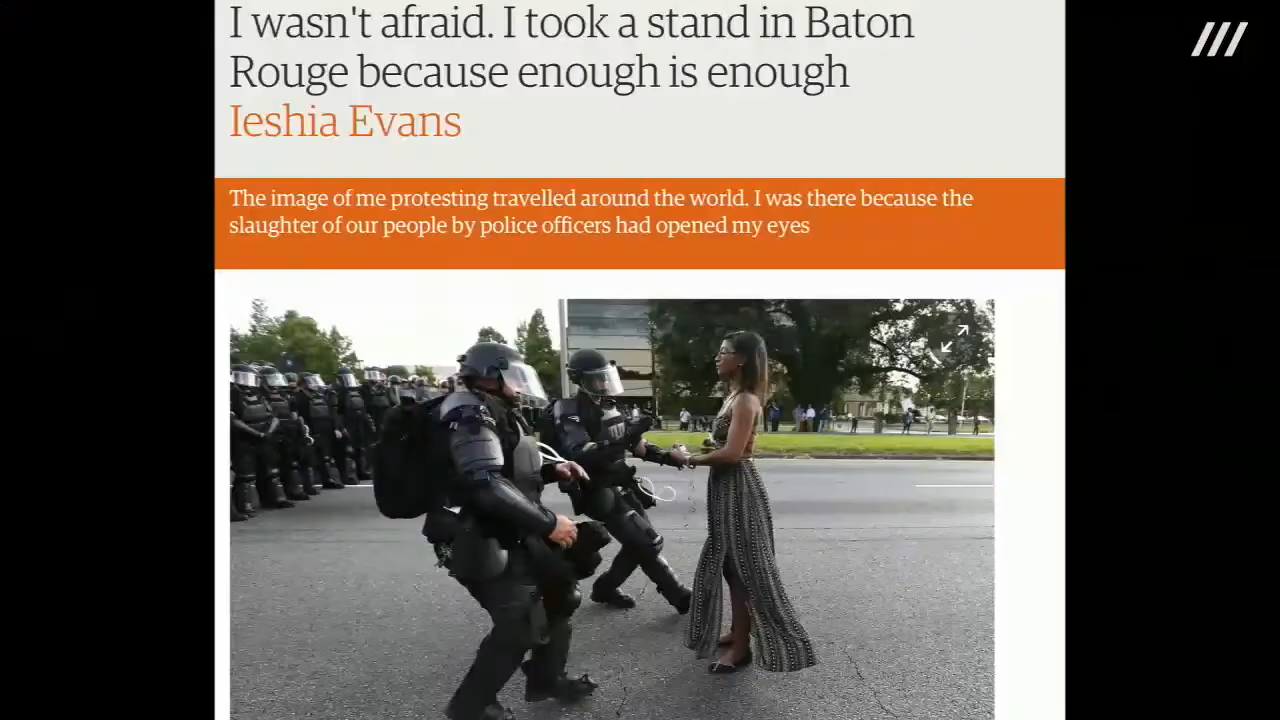 I wasn't afraid. I took a stand in Baton
Rouge because enough is enough
Ieshia Evans
The image of me protesting travelled around the world. I was there because the
slaughter of our people by police officers had opened my eyes